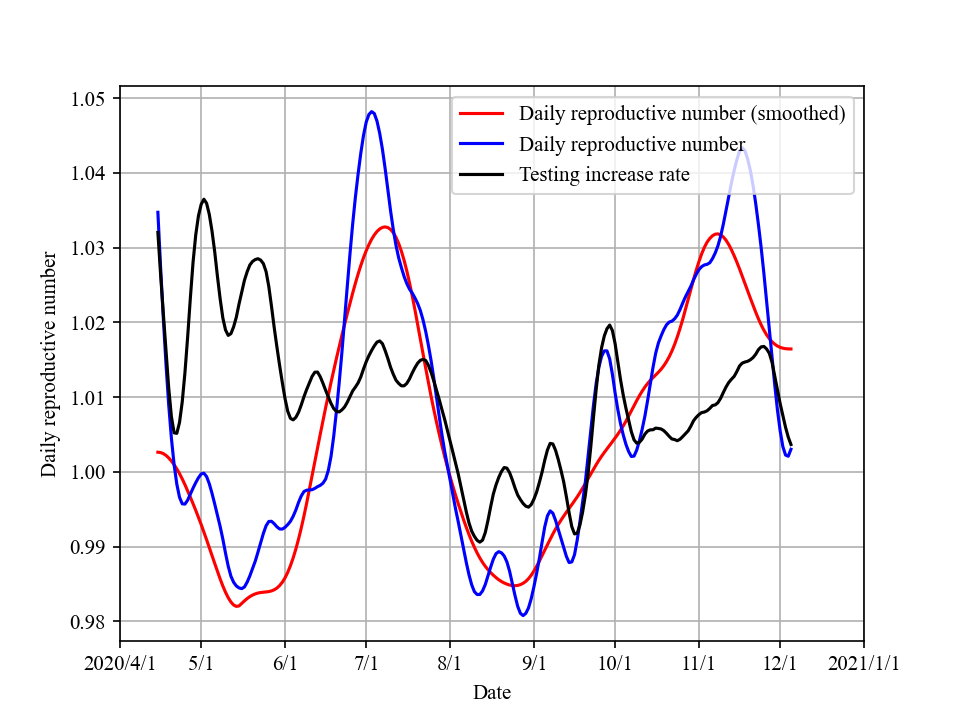 Daily reproductive number (smoothed)
Daily reproductive number
Testing increase rate
1.05
1.04
1.03
1.02
1.01
1.00
0.99
0.98
Daily reproductive number
2020/4/1 5/1 6/1 7/1 8/1 9/1 10/1 11/1 12/1 2021/1/1
Date